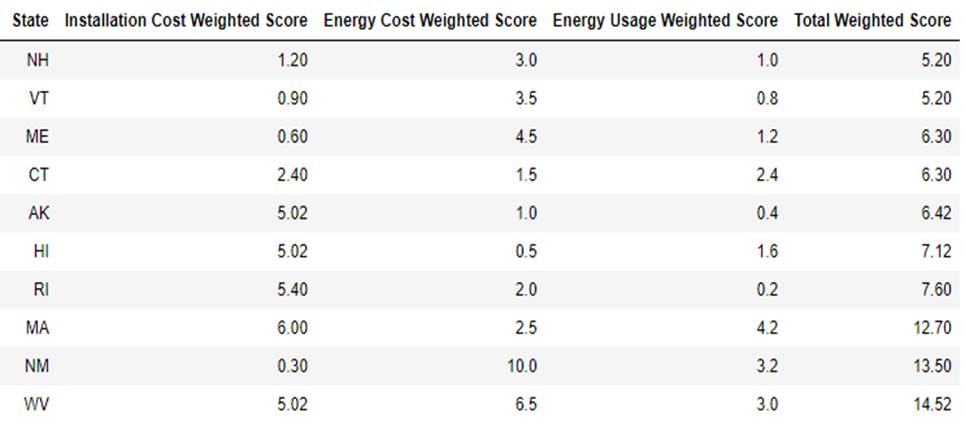 State Installation Cost Weighted Score Energy Cost Weighted Score Energy Usage Weighted Score Total Weighted Score
NH 1.20 3.0 1.0 5.20
VT 0.90 3.5 0.8 5.20
ME 0.60 4.5 1.2 6.30
CT 2.40 1.5 2.4 6.30
AK 5.02 1.0 0.4 6.42
HI 5.02 0.5 1.6 7.12
RI 5.40 2.0 0.2 7.60
MA 6.00 2.5 4.2 12.70
NM 0.30 10.0 3.2 13.50
WV 5.02 6.5 3.0 14.52